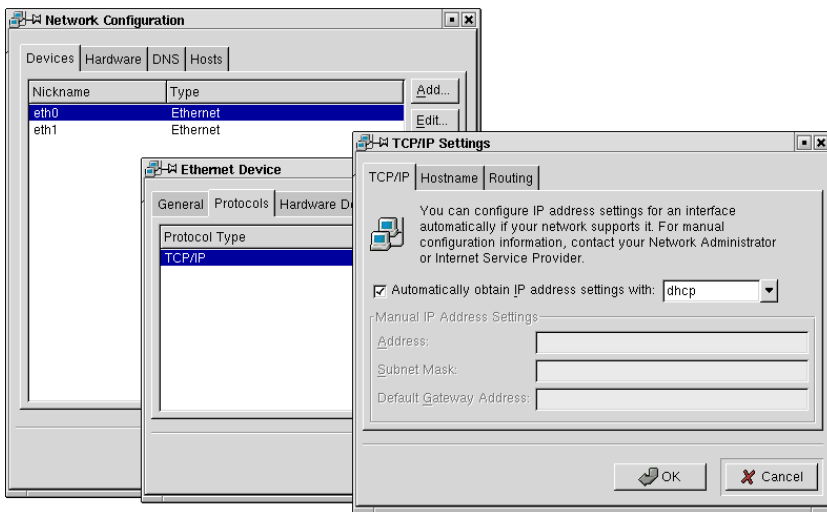 Network Configuration
Devices Hardware DNS Hosts
Nickname Type
eth0 Ethernet
eth1 Ethernet
Add...
Edit...
Ethernet Device
General Protocols Hardware
Protocol Type
TCP/IP
TCP/IP Settings
TCP/IP Hostname Routing
You can configure IP address settings for an interface
automatically if your network supports it. For manual
configuration information, contact your Network Administrator
or Internet Service Provider.
Automatically obtain IP address settings with: dhcp
Manual IP Address Settings
Address:
Subnet Mask:
Default Gateway Address:
OK Cancel